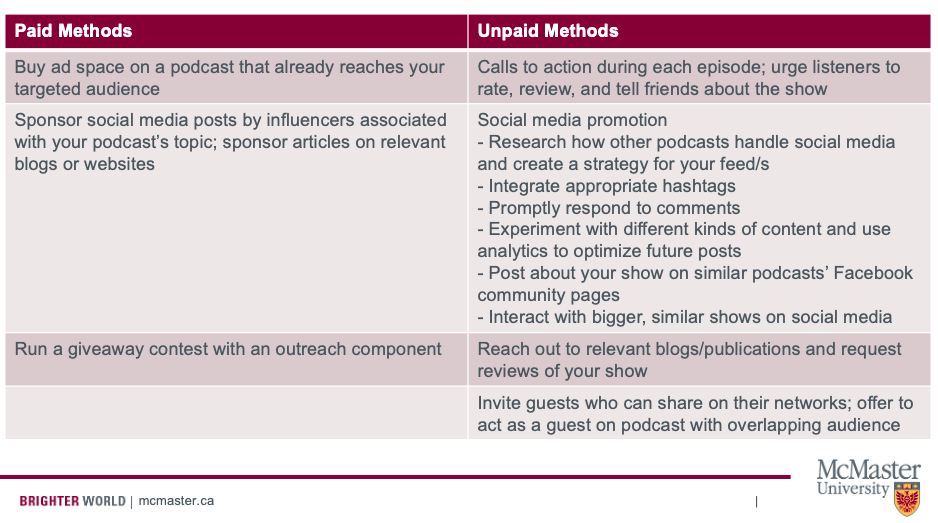 Paid Methods
Unpaid Methods
Buy ad space on a podcast that already reaches your
targeted audience
Calls to action during each episode; urge listeners to
rate, review, and tell friends about the show
Sponsor social media posts by influencers associated
with your podcast’s topic; sponsor articles on relevant
blogs or websites
Social media promotion
- Research how other podcasts handle social media
and create a strategy for your feed/s
- Integrate appropriate hashtags
- Promptly respond to comments
- Experiment with different kinds of content and use
analytics to optimize future posts
- Post about your show on similar podcasts’ Facebook
community pages
- Interact with bigger, similar shows on social media
Run a giveaway contest with an outreach component
Reach out to relevant blogs/publications and request
reviews of your show
Invite guests who can share on their networks; offer to
act as a guest on podcast with overlapping audience
BRIGHTER WORLD | mcmaster.ca
|
McMaster
University